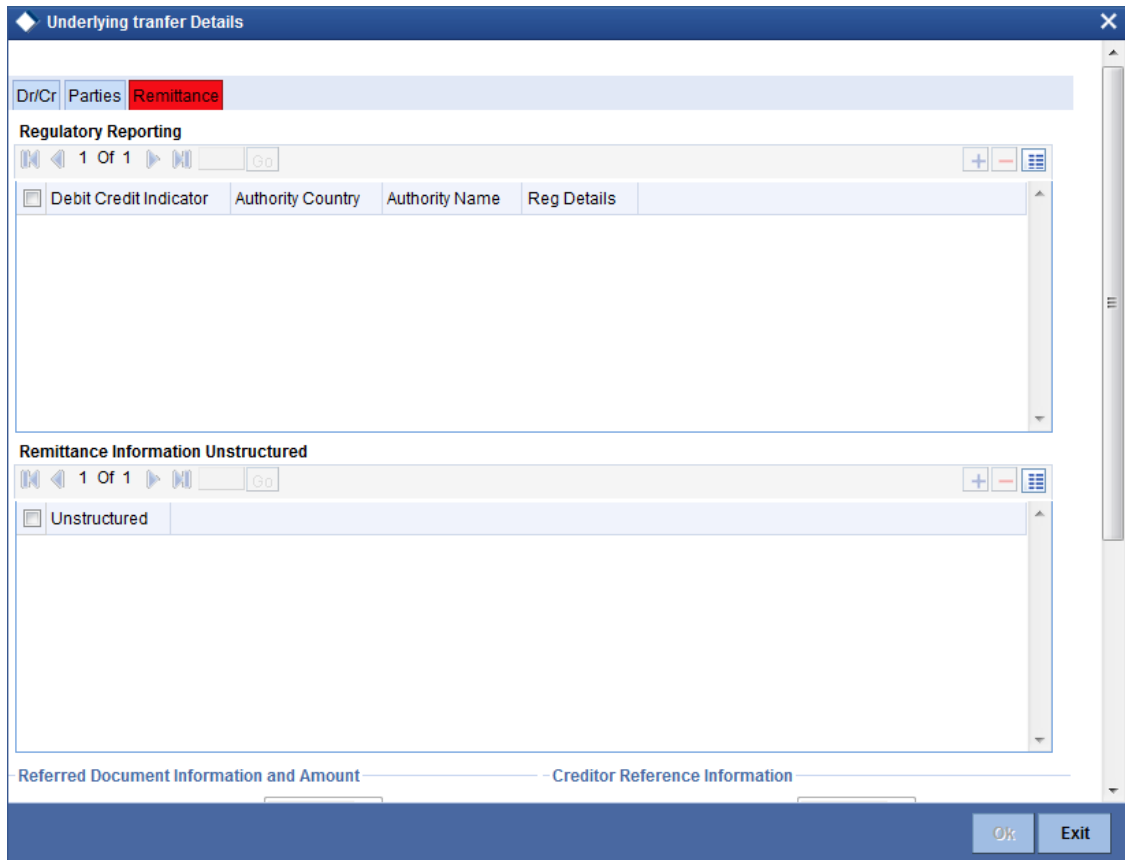 Underlying tranfer Details
Dr/Cr Parties Remittance
Regulatory Reporting
1 Of 1 Go
Debit Credit Indicator Authority Country Authority Name Reg Details
Remittance Information Unstructured
1 Of 1 Go
Unstructured
Referred Document Information and Amount Creditor Reference Information
Ok Exit